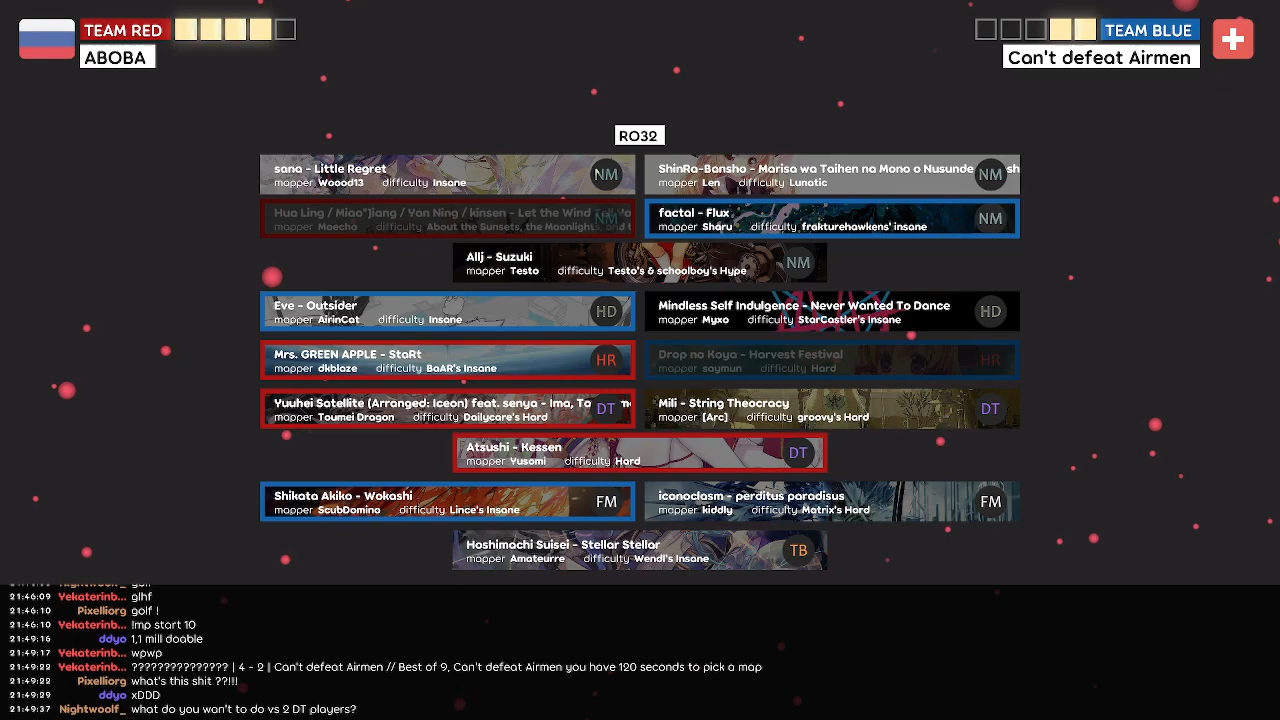 TEAM RED
ABOBA
TEAM BLUE
Can't defeat Airmen
RO32
sana - Little Regret
mapper Woood13 difficulty Insane
NM
ShinRa-Bansho - Marisa wa Taihen na Mono o Nusunde
mapper Len difficulty Lunatic
NM
Hua Ling / Miao*jiang / Yan Ning / kinsen - Let the Wind
mapper Moecho difficulty About the Sunsets, the Moonlights, and
NM
factal - Flux
mapper Sharu difficulty frakturehawkens' insane
NM
Allj - Suzuki
mapper Testo difficulty Testo's & schoolboy's Hype
NM
Eve - Outsider
mapper AirinCat difficulty Insane
HD
Mindless Self Indulgence - Never Wanted To Dance
mapper Myxo difficulty StarCastler's Insane
HD
Mrs. GREEN APPLE - StaRt
mapper dkblaze difficulty BaAR's Insane
HR
Drop no Koya - Harvest Festival
mapper saymun difficulty Hard
HR
Yuuhei Satellite (Arranged: Iceon) feat. senya - Ima,
mapper Toumei Dragon difficulty Dailycare's Hard
DT
Mili - String Theocracy
mapper [Arc] difficulty groovy's Hard
DT
Atsushi - Kessen
mapper Yusomi difficulty Hard
DT
Shikata Akiko - Wokashi
mapper ScubDomino difficulty Lince's Insane
FM
iconoclasm - perditus paradisus
mapper kiddly difficulty Matrix's Hard
FM
Hoshimachi Suisei - Stellar Stellar
mapper Amateurre difficulty Wendl's Insane
TB
21:46:09 Yekaterinb... glhf
21:46:10 Pixelliorg golf !
21:46:10 Yekaterinb... !mp start 10
21:49:16 ddyo 1,1 mill doable
21:49:17 Yekaterinb... wpwp
21:49:22 Yekaterinb... ??????????????? | 4 - 2 | Can't defeat Airmen // Best of 9, Can't defeat Airmen you have 120 seconds to pick a map
21:49:22 Pixelliorg what's this shit ??!!!
21:49:29 ddyo xDDD
21:49:37 Nightwoolf_ what do you wan't to do vs 2 DT players?